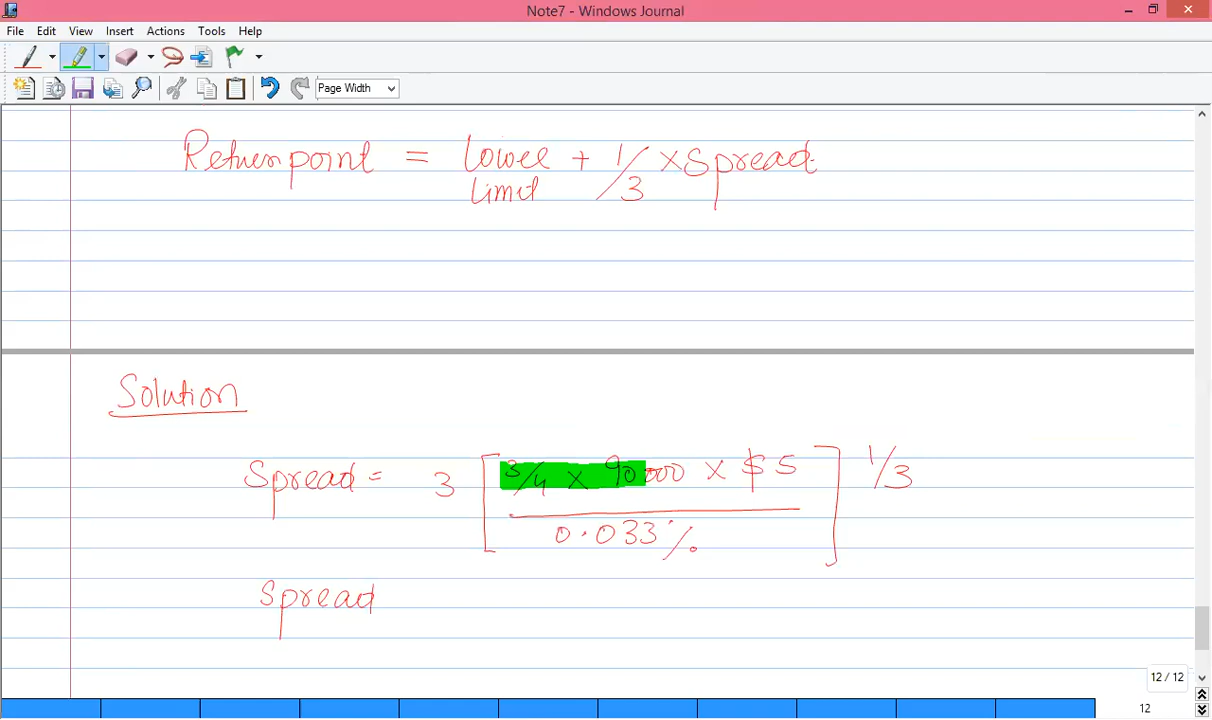 Note7 - Windows Journal
File Edit View Insert Actions Tools Help
Page Width
Return point = lower limit + 1/3 x Spread
Solution
Spread = 3 [ 3/4 x 90000 x $5 / 0.033% ] 1/3
Spread
12 / 12
12